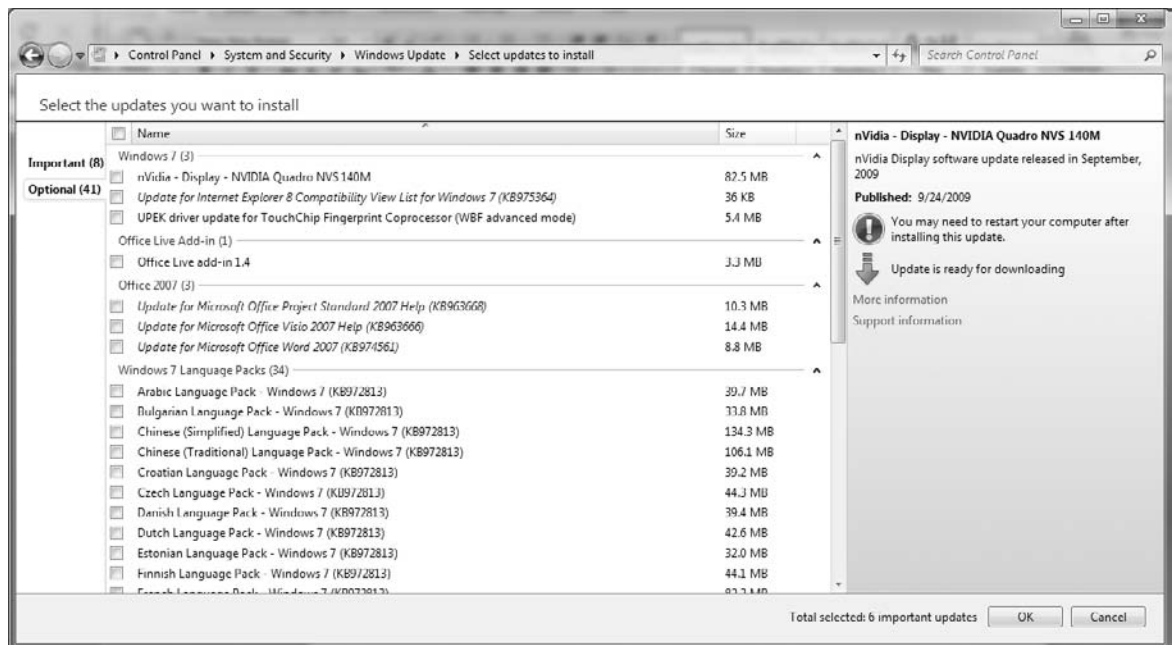 Control Panel ▸ System and Security ▸ Windows Update ▸ Select updates to install
Search Control Panel
Select the updates you want to install
Name Size
Important (8)
Optional (41)
Windows 7 (3)
nVidia - Display - NVIDIA Quadro NVS 140M 82.5 MB
Update for Internet Explorer 8 Compatibility View List for Windows 7 (KB975364) 36 KB
UPEK driver update for TouchChip Fingerprint Coprocessor (WBF advanced mode) 5.4 MB
Office Live Add-in (1)
Office Live add-in 1.4 3.3 MB
Office 2007 (3)
Update for Microsoft Office Project Standard 2007 Help (KB963668) 10.3 MB
Update for Microsoft Office Visio 2007 Help (KB963666) 14.4 MB
Update for Microsoft Office Word 2007 (KB974561) 8.8 MB
Windows 7 Language Packs (34)
Arabic Language Pack - Windows 7 (KB972813) 39.7 MB
Bulgarian Language Pack - Windows 7 (KB972813) 33.8 MB
Chinese (Simplified) Language Pack - Windows 7 (KB972813) 134.3 MB
Chinese (Traditional) Language Pack - Windows 7 (KB972813) 106.1 MB
Croatian Language Pack - Windows 7 (KB972813) 39.2 MB
Czech Language Pack - Windows 7 (KB972813) 44.3 MB
Danish Language Pack - Windows 7 (KB972813) 39.4 MB
Dutch Language Pack - Windows 7 (KB972813) 42.6 MB
Estonian Language Pack - Windows 7 (KB972813) 32.0 MB
Finnish Language Pack - Windows 7 (KB972813) 44.1 MB
French Language Pack - Windows 7 (KB972813)
nVidia - Display - NVIDIA Quadro NVS 140M
nVidia Display software update released in September,
2009
Published: 9/24/2009
You may need to restart your computer after
installing this update.
Update is ready for downloading
More information
Support information
Total selected: 6 important updates OK Cancel